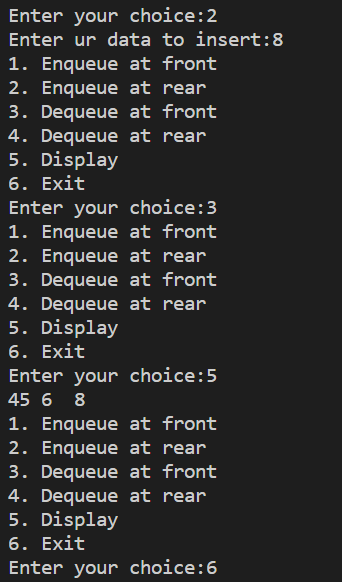 Enter your choice:2
Enter ur data to insert:8
1. Enqueue at front
2. Enqueue at rear
3. Dequeue at front
4. Dequeue at rear
5. Display
6. Exit
Enter your choice:3
1. Enqueue at front
2. Enqueue at rear
3. Dequeue at front
4. Dequeue at rear
5. Display
6. Exit
Enter your choice:5
45 6  8
1. Enqueue at front
2. Enqueue at rear
3. Dequeue at front
4. Dequeue at rear
5. Display
6. Exit
Enter your choice:6